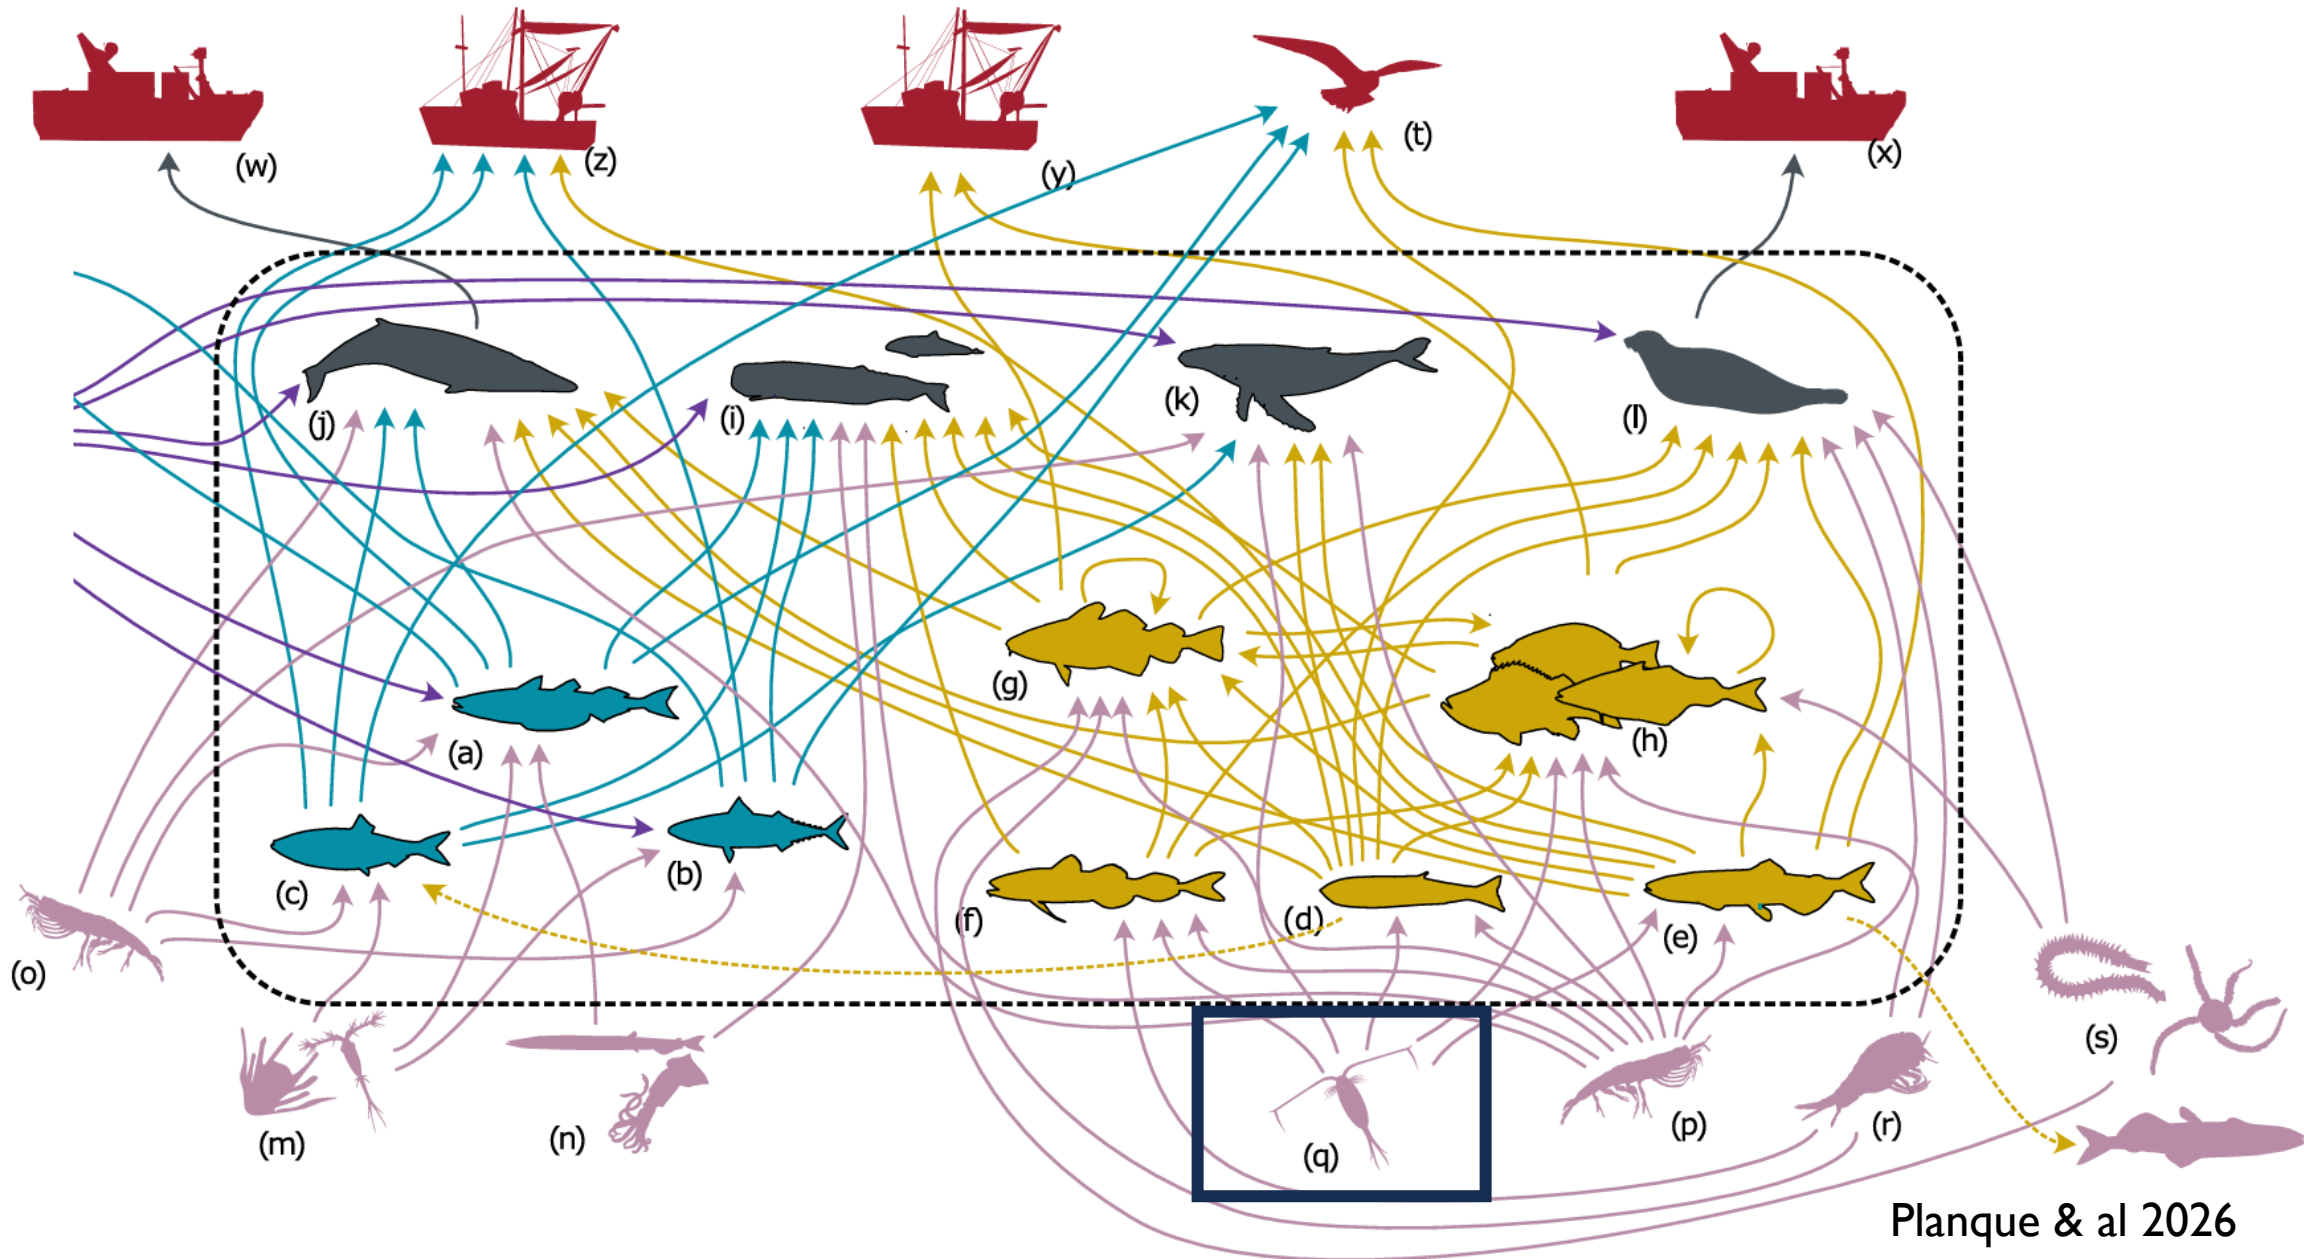 (w)
(z)
(y)
(t)
(x)
(j)
(i)
(k)
(l)
(g)
(h)
(a)
(c)
(b)
(f)
(d)
(e)
(o)
(m)
(n)
(q)
(p)
(r)
(s)
Planque & al 2026